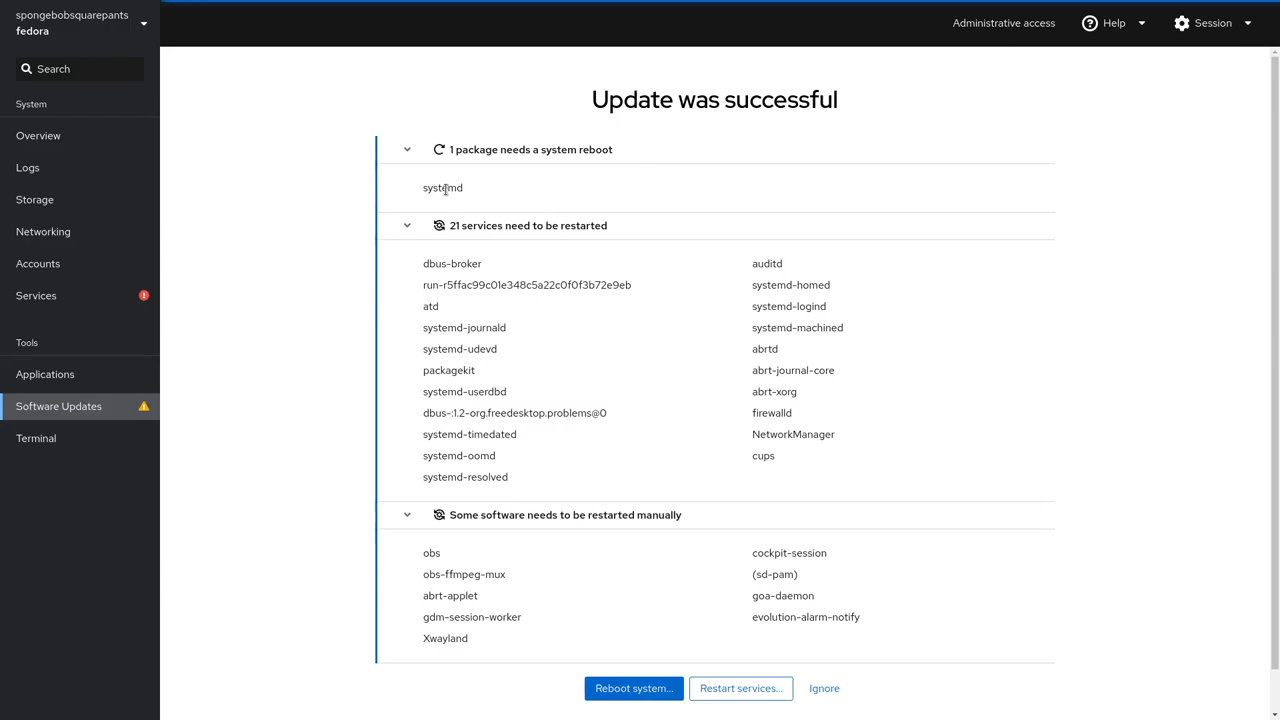 spongebobsquarepants
fedora
Search
System
Overview
Logs
Storage
Networking
Accounts
Services
Tools
Applications
Software Updates
Terminal
Administrative access
Help
Session
Update was successful
1 package needs a system reboot
systemd
21 services need to be restarted
dbus-broker
run-r5ffac99c01e348c5a22c0f0f3b72e9eb
atd
systemd-journald
systemd-udevd
packagekit
systemd-userdbd
dbus-:1.2-org.freedesktop.problems@0
systemd-timedated
systemd-oomd
systemd-resolved
auditd
systemd-homed
systemd-logind
systemd-machined
abrtd
abrt-journal-core
abrt-xorg
firewalld
NetworkManager
cups
Some software needs to be restarted manually
obs
obs-ffmpeg-mux
abrt-applet
gdm-session-worker
Xwayland
cockpit-session
(sd-pam)
goa-daemon
evolution-alarm-notify
Reboot system...
Restart services...
Ignore